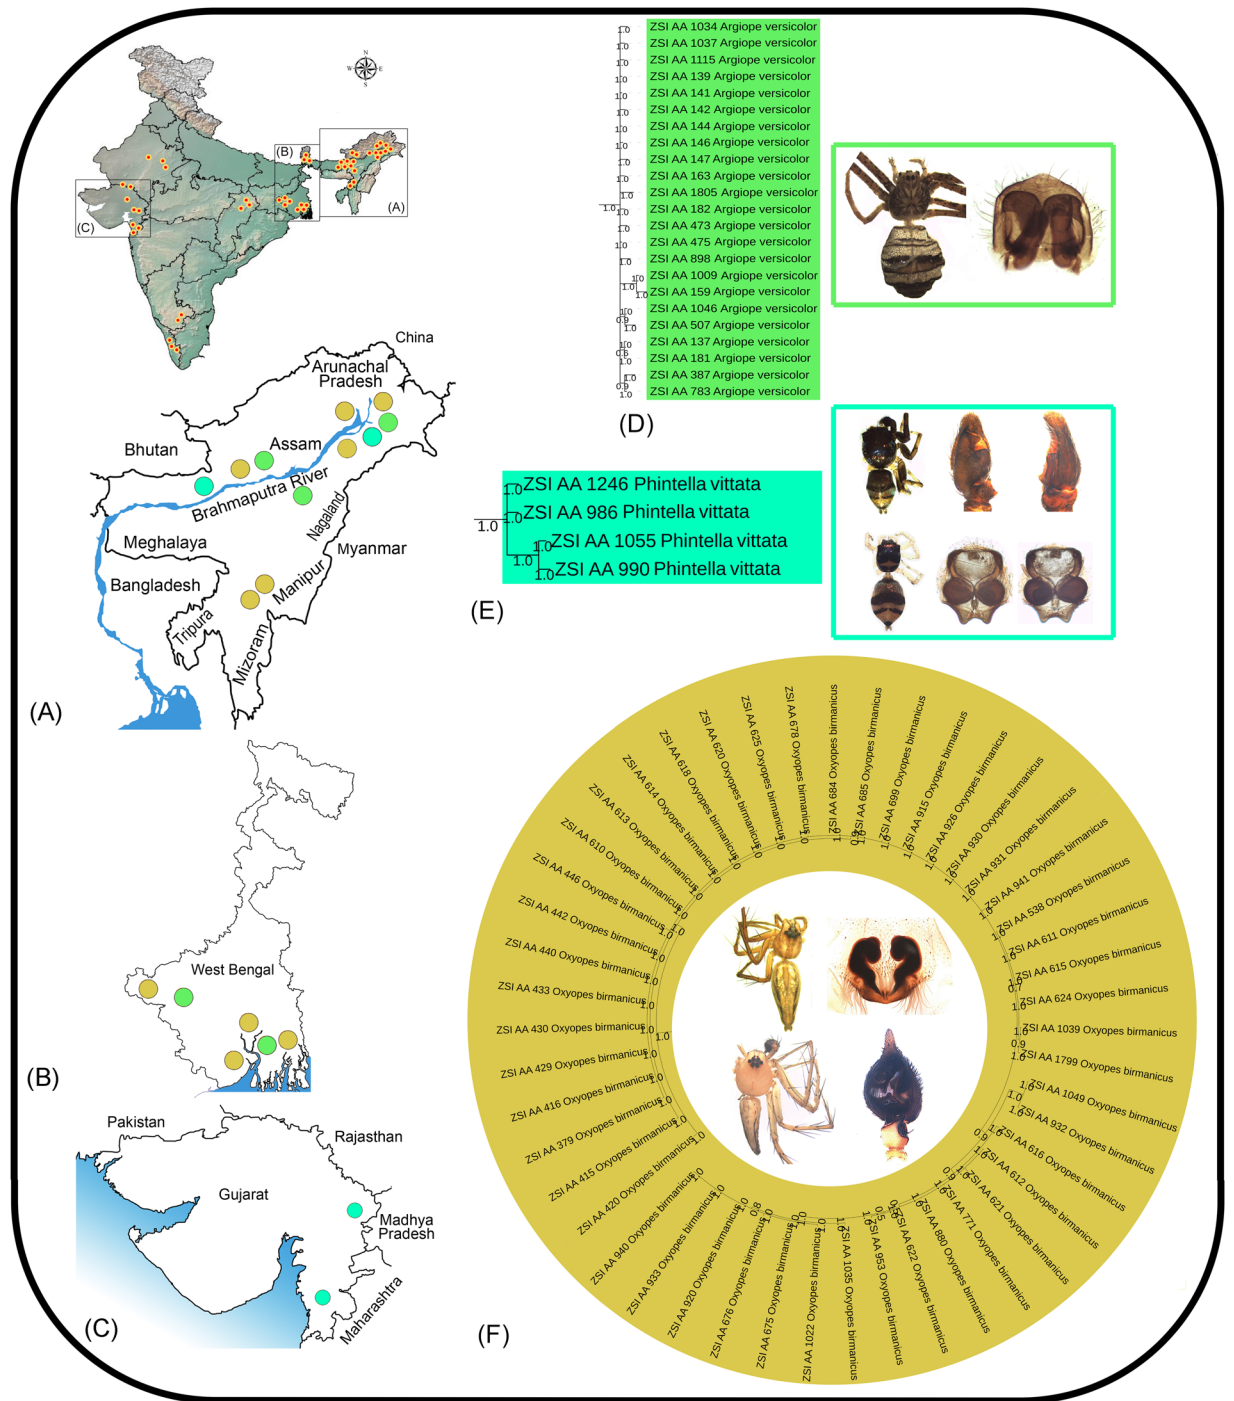 N
W
E
S
(B)
(A)
(C)
China
Arunachal
Pradesh
Bhutan
Assam
Brahmaputra River
Nagaland
Meghalaya
Myanmar
Bangladesh
Manipur
Tripura
Mizoram
(A)
West Bengal
(B)
Pakistan
Rajasthan
Gujarat
Madhya
Pradesh
Maharashtra
(C)
ZSI AA 1034 Argiope versicolor
ZSI AA 1037 Argiope versicolor
ZSI AA 1115 Argiope versicolor
ZSI AA 139 Argiope versicolor
ZSI AA 141 Argiope versicolor
ZSI AA 142 Argiope versicolor
ZSI AA 144 Argiope versicolor
ZSI AA 146 Argiope versicolor
ZSI AA 147 Argiope versicolor
ZSI AA 163 Argiope versicolor
ZSI AA 1805 Argiope versicolor
ZSI AA 182 Argiope versicolor
ZSI AA 473 Argiope versicolor
ZSI AA 475 Argiope versicolor
ZSI AA 898 Argiope versicolor
ZSI AA 1009 Argiope versicolor
ZSI AA 159 Argiope versicolor
ZSI AA 1046 Argiope versicolor
ZSI AA 507 Argiope versicolor
ZSI AA 137 Argiope versicolor
ZSI AA 181 Argiope versicolor
ZSI AA 387 Argiope versicolor
ZSI AA 783 Argiope versicolor
1.0
(D)
1.0 ZSI AA 1246 Phintella vittata
1.0 ZSI AA 986 Phintella vittata
1.0
1.0 ZSI AA 1055 Phintella vittata
1.0
1.0 ZSI AA 990 Phintella vittata
(E)
ZSI AA 684 Oxyopes birmanicus
ZSI AA 685 Oxyopes birmanicus
ZSI AA 699 Oxyopes birmanicus
ZSI AA 915 Oxyopes birmanicus
ZSI AA 926 Oxyopes birmanicus
ZSI AA 930 Oxyopes birmanicus
ZSI AA 931 Oxyopes birmanicus
ZSI AA 941 Oxyopes birmanicus
ZSI AA 538 Oxyopes birmanicus
ZSI AA 611 Oxyopes birmanicus
ZSI AA 615 Oxyopes birmanicus
ZSI AA 624 Oxyopes birmanicus
ZSI AA 1039 Oxyopes birmanicus
ZSI AA 1799 Oxyopes birmanicus
ZSI AA 1049 Oxyopes birmanicus
ZSI AA 932 Oxyopes birmanicus
ZSI AA 616 Oxyopes birmanicus
ZSI AA 612 Oxyopes birmanicus
ZSI AA 621 Oxyopes birmanicus
ZSI AA 771 Oxyopes birmanicus
ZSI AA 880 Oxyopes birmanicus
ZSI AA 622 Oxyopes birmanicus
ZSI AA 953 Oxyopes birmanicus
ZSI AA 1035 Oxyopes birmanicus
ZSI AA 1022 Oxyopes birmanicus
ZSI AA 675 Oxyopes birmanicus
ZSI AA 676 Oxyopes birmanicus
ZSI AA 920 Oxyopes birmanicus
ZSI AA 933 Oxyopes birmanicus
ZSI AA 940 Oxyopes birmanicus
ZSI AA 420 Oxyopes birmanicus
ZSI AA 415 Oxyopes birmanicus
ZSI AA 379 Oxyopes birmanicus
ZSI AA 416 Oxyopes birmanicus
ZSI AA 429 Oxyopes birmanicus
ZSI AA 430 Oxyopes birmanicus
ZSI AA 433 Oxyopes birmanicus
ZSI AA 440 Oxyopes birmanicus
ZSI AA 442 Oxyopes birmanicus
ZSI AA 446 Oxyopes birmanicus
ZSI AA 610 Oxyopes birmanicus
ZSI AA 613 Oxyopes birmanicus
ZSI AA 614 Oxyopes birmanicus
ZSI AA 618 Oxyopes birmanicus
ZSI AA 620 Oxyopes birmanicus
ZSI AA 625 Oxyopes birmanicus
ZSI AA 678 Oxyopes birmanicus
(F)